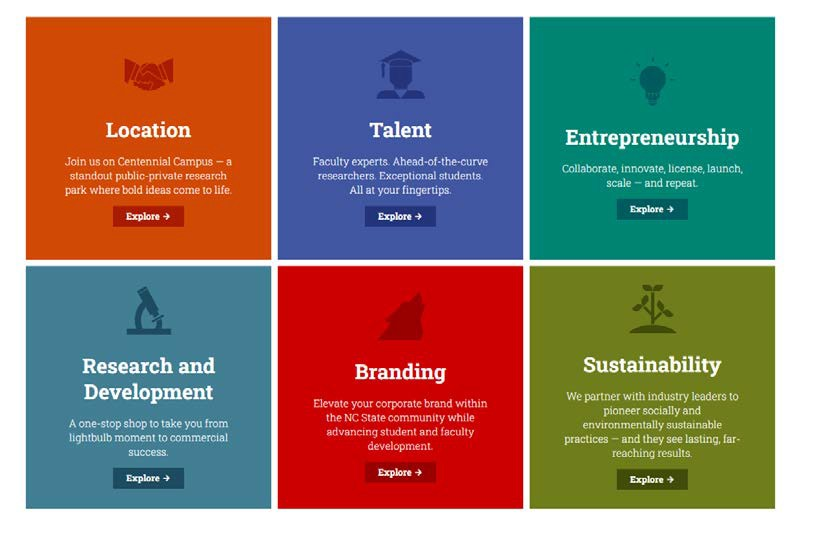 Location
Join us on Centennial Campus — a
standout public-private research
park where bold ideas come to life.
Explore →
Talent
Faculty experts. Ahead-of-the-curve
researchers. Exceptional students.
All at your fingertips.
Explore →
Entrepreneurship
Collaborate, innovate, license, launch,
scale — and repeat.
Explore →
Research and
Development
A one-stop shop to take you from
lightbulb moment to commercial
success.
Explore →
Branding
Elevate your corporate brand within
the NC State community while
advancing student and faculty
development.
Explore →
Sustainability
We partner with industry leaders to
pioneer socially and
environmentally sustainable
practices — and they see lasting, far-
reaching results.
Explore →